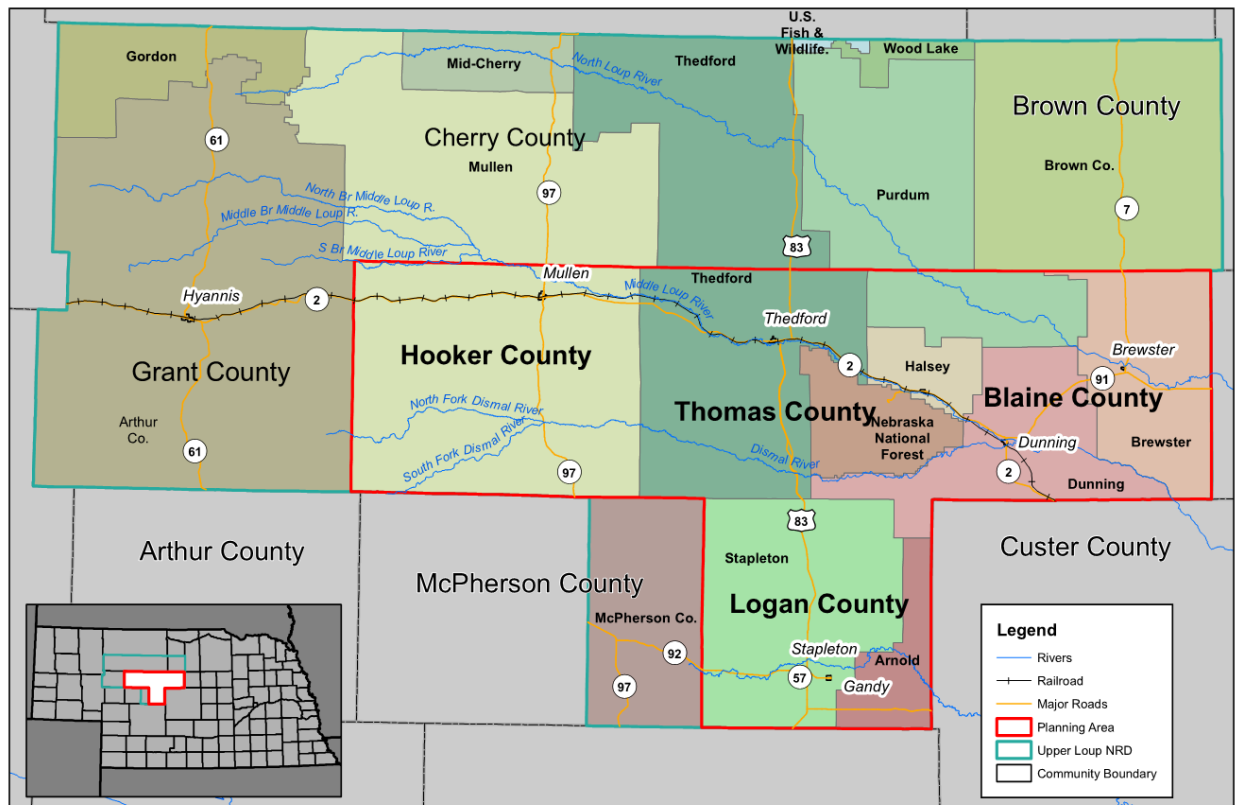 U.S.
Fish &
Wildlife.
Gordon
Mid-Cherry
North Loup River
Thedford
Wood Lake
Brown County
Cherry County
Mullen
61
97
83
Purdum
Brown Co.
7
North Br Middle Loup R.
Middle Br Middle Loup R.
S Br Middle Loup River
Hyannis
2
Mullen
Middle Loup River
Thedford
Thedford
Grant County
Hooker County
2
Halsey
Brewster
91
Blaine County
Thomas County
Arthur
Co.
61
North Fork Dismal River
South Fork Dismal River
97
Dismal River
Nebraska
National
Forest
Dunning
2
Dunning
Brewster
Arthur County
McPherson County
83
Stapleton
Custer County
McPherson Co.
Logan County
92
97
Stapleton
57
Gandy
Arnold
Legend
Rivers
Railroad
Major Roads
Planning Area
Upper Loup NRD
Community Boundary